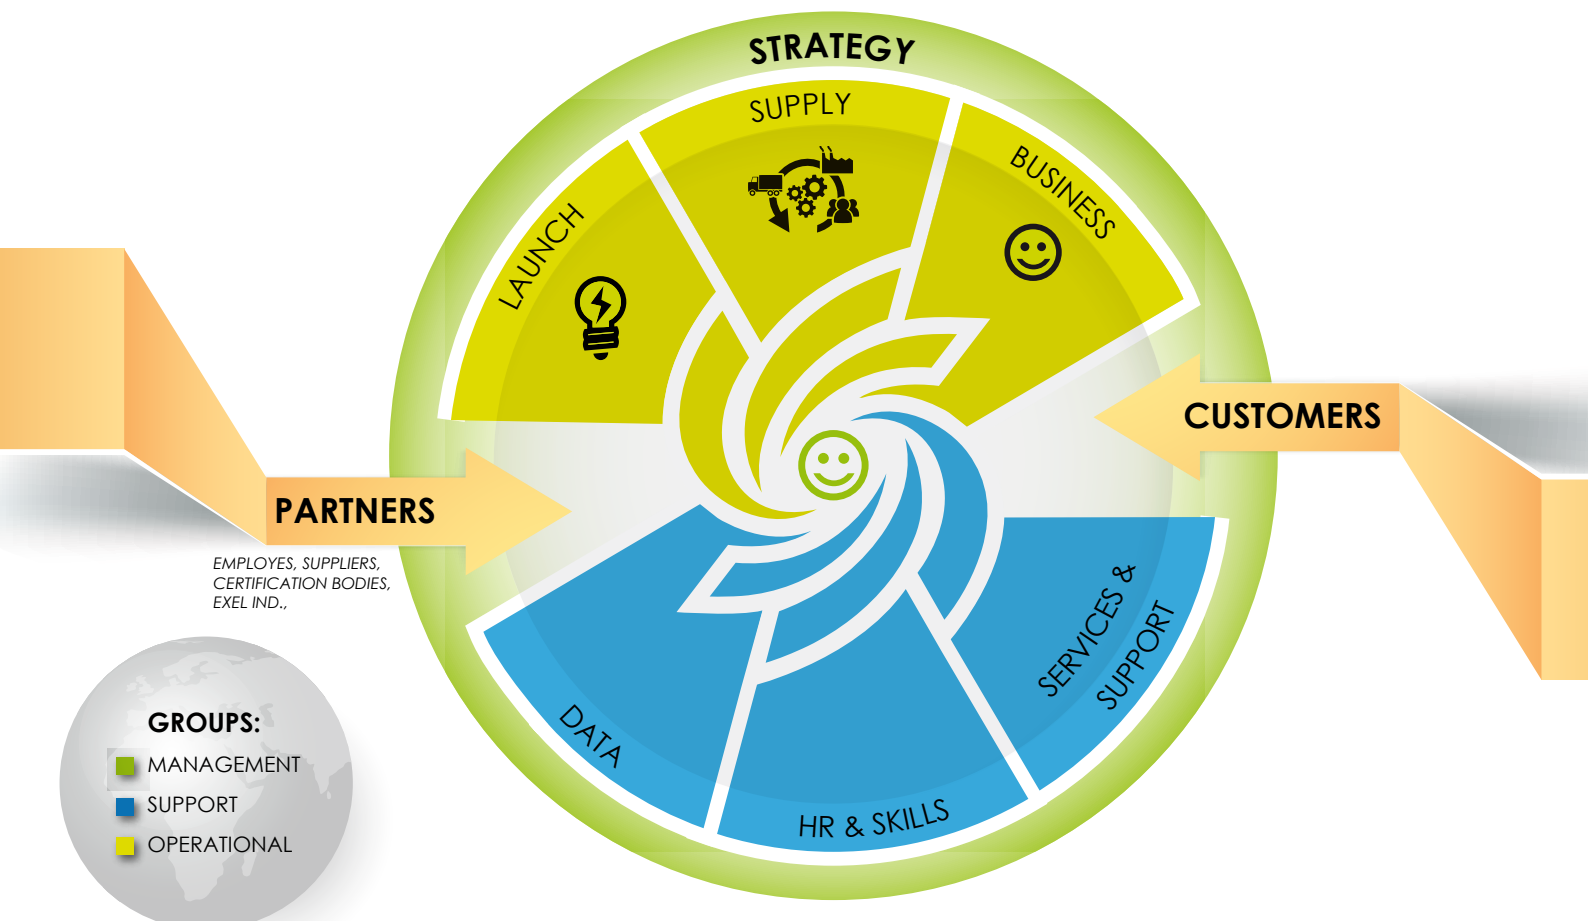 STRATEGY
SUPPLY
BUSINESS
LAUNCH
CUSTOMERS
PARTNERS
EMPLOYES, SUPPLIERS,
CERTIFICATION BODIES,
EXEL IND.,
SERVICES &
SUPPORT
DATA
HR & SKILLS
GROUPS:
MANAGEMENT
SUPPORT
OPERATIONAL